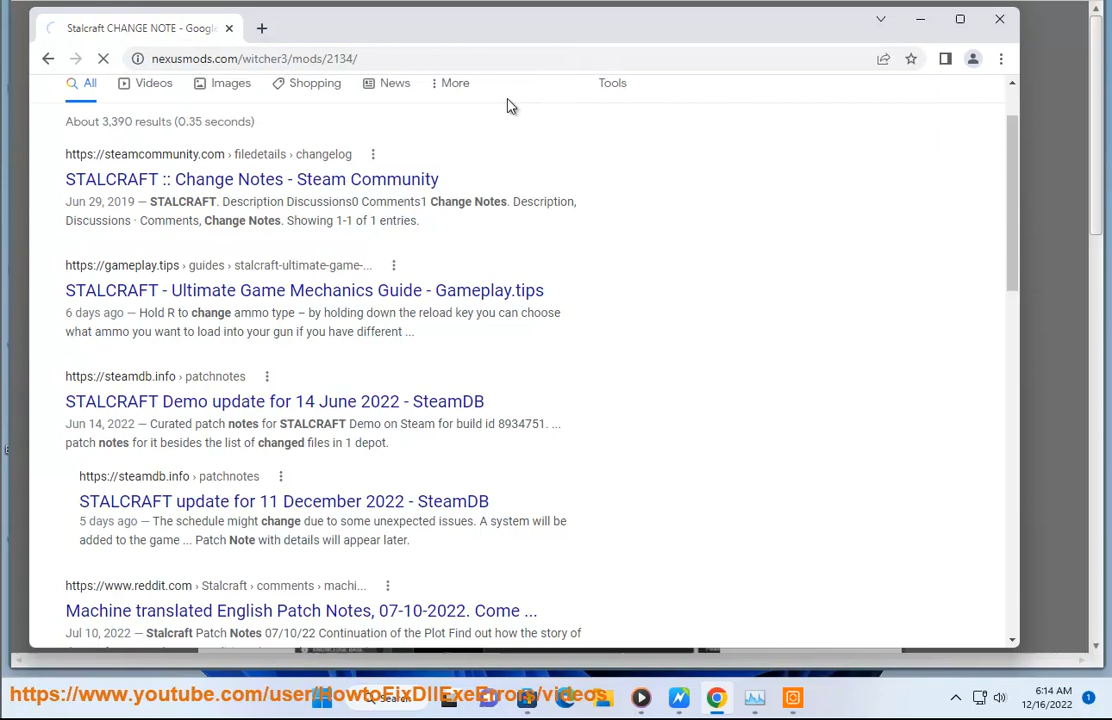 Stalcraft CHANGE NOTE - Google
nexusmods.com/witcher3/mods/2134/
All Videos Images Shopping News More Tools
About 3,390 results (0.35 seconds)
https://steamcommunity.com › filedetails › changelog
STALCRAFT :: Change Notes - Steam Community
Jun 29, 2019 — STALCRAFT. Description Discussions0 Comments1 Change Notes. Description,
Discussions · Comments, Change Notes. Showing 1-1 of 1 entries.
https://gameplay.tips › guides › stalcraft-ultimate-game-...
STALCRAFT - Ultimate Game Mechanics Guide - Gameplay.tips
6 days ago — Hold R to change ammo type – by holding down the reload key you can choose
what ammo you want to load into your gun if you have different ...
https://steamdb.info › patchnotes
STALCRAFT Demo update for 14 June 2022 - SteamDB
Jun 14, 2022 — Curated patch notes for STALCRAFT Demo on Steam for build id 8934751. ...
patch notes for it besides the list of changed files in 1 depot.
https://steamdb.info › patchnotes
STALCRAFT update for 11 December 2022 - SteamDB
5 days ago — The schedule might change due to some unexpected issues. A system will be
added to the game ... Patch Note with details will appear later.
https://www.reddit.com › Stalcraft › comments › machi...
Machine translated English Patch Notes, 07-10-2022. Come ...
Jul 10, 2022 — Stalcraft Patch Notes 07/10/22 Continuation of the Plot Find out how the story of
https://www.youtube.com/user/HowtoFixDllExeErrors/videos
Search
6:14 AM
12/16/2022
1